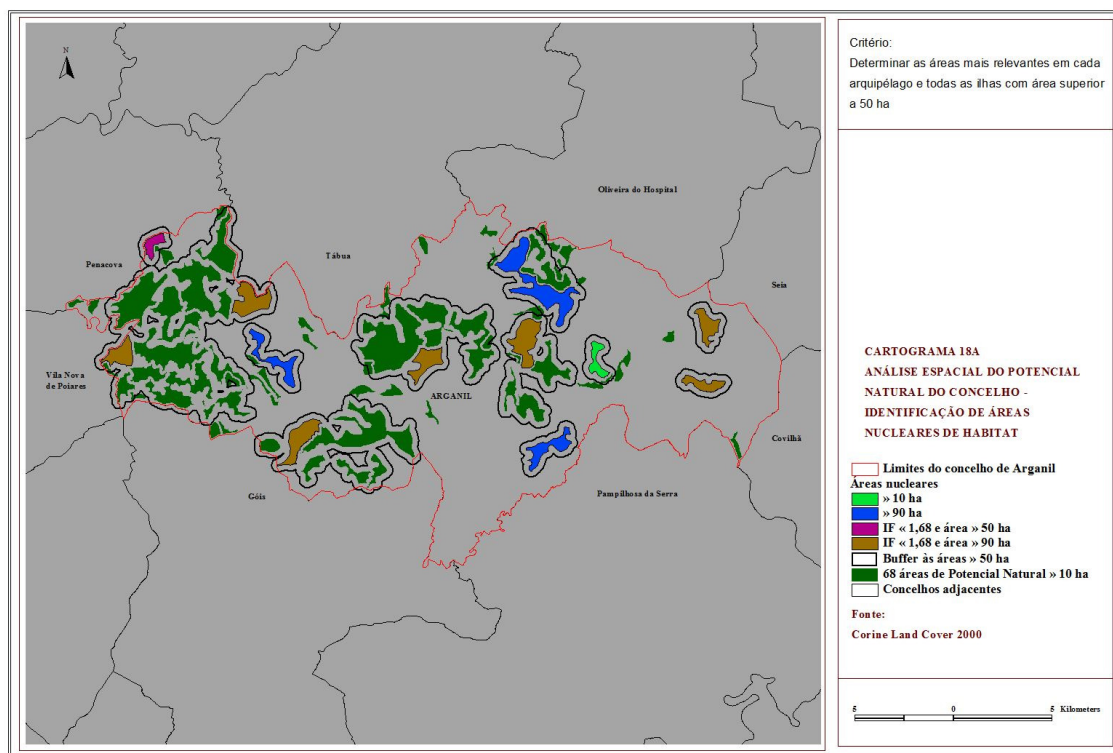 N
Oliveira do Hospital
Tábua
Penacova
Seia
Vila Nova
de Poiares
ARGANIL
Covilhã
Góis
Pampilhosa da Serra
Critério:
Determinar as áreas mais relevantes em cada
arquipélago e todas as ilhas com área superior
a 50 ha
CARTOGRAMA 18A
ANÁLISE ESPACIAL DO POTENCIAL
NATURAL DO CONCELHO -
IDENTIFICAÇÃO DE ÁREAS
NUCLEARES DE HABITAT
Limites do concelho de Arganil
Áreas nucleares
» 10 ha
» 90 ha
IF « 1,68 e área » 50 ha
IF « 1,68 e área » 90 ha
Buffer às áreas » 50 ha
68 áreas de Potencial Natural » 10 ha
Concelhos adjacentes
Fonte:
Corine Land Cover 2000
5 0 5 Kilometers